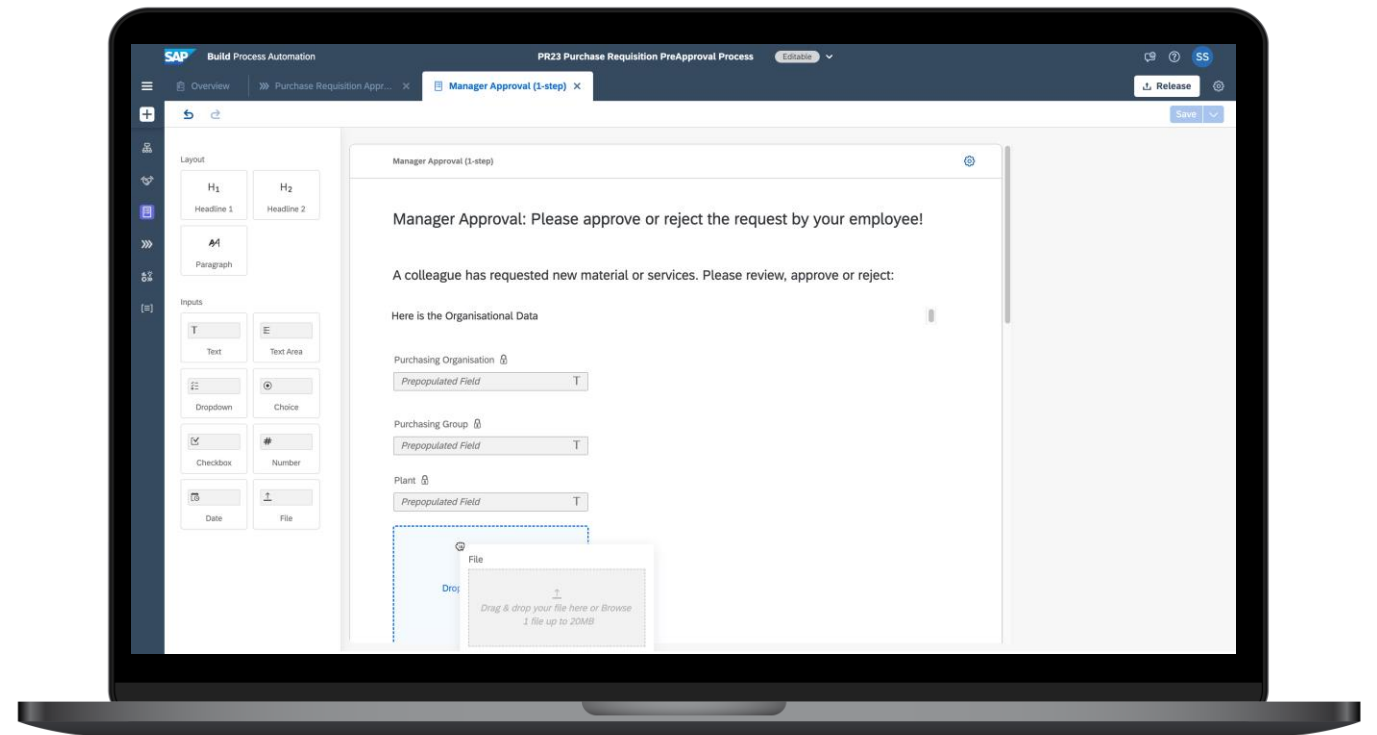 SAP Build Process Automation
PR23 Purchase Requisition PreApproval Process
Editable
SS
Overview
Purchase Requisition Appr...
Manager Approval (1-step)
Release
Save
Layout
H1
H2
Headline 1
Headline 2
Paragraph
Inputs
Text
Text Area
Dropdown
Choice
Checkbox
Number
Date
File
Manager Approval (1-step)
Manager Approval: Please approve or reject the request by your employee!
A colleague has requested new material or services. Please review, approve or reject:
Here is the Organisational Data
Purchasing Organisation
Prepopulated Field T
Purchasing Group
Prepopulated Field T
Plant
Prepopulated Field T
Drop
File
Drag & drop your file here or Browse
1 file up to 20MB